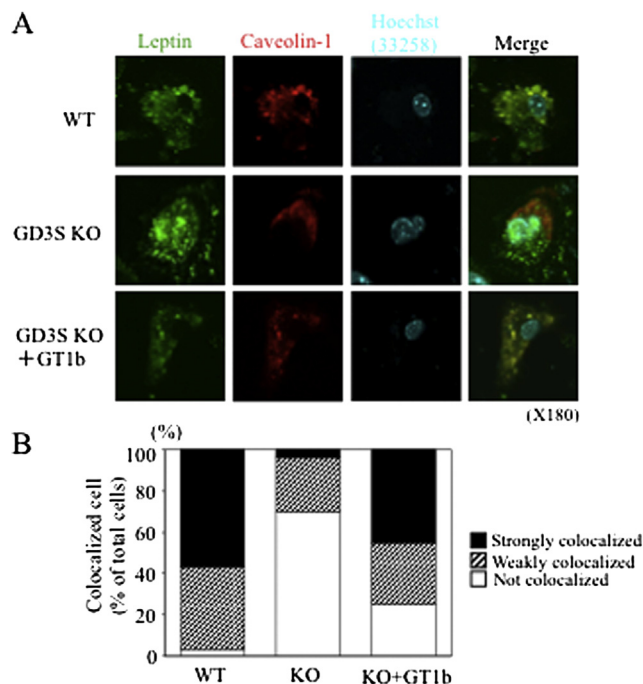 A
Leptin
Caveolin-1
Hoechst
(33258)
Merge
WT
GD3S KO
GD3S KO
+GT1b
(X180)
B
(%)
100
80
60
40
20
0
Colocalized cell
(% of total cells)
WT
KO
KO+GT1b
Strongly colocalized
Weakly colocalized
Not colocalized